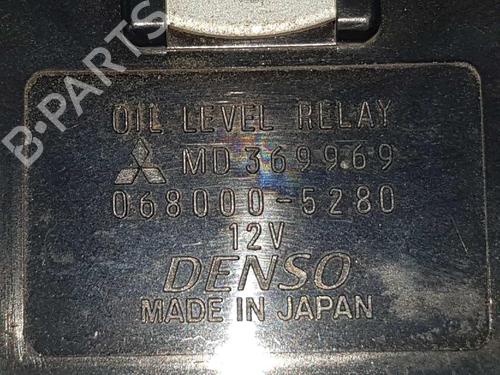 B-PARTS
OIL LEVEL RELAY
MD369969
068000-5280
12V
DENSO
MADE IN JAPAN